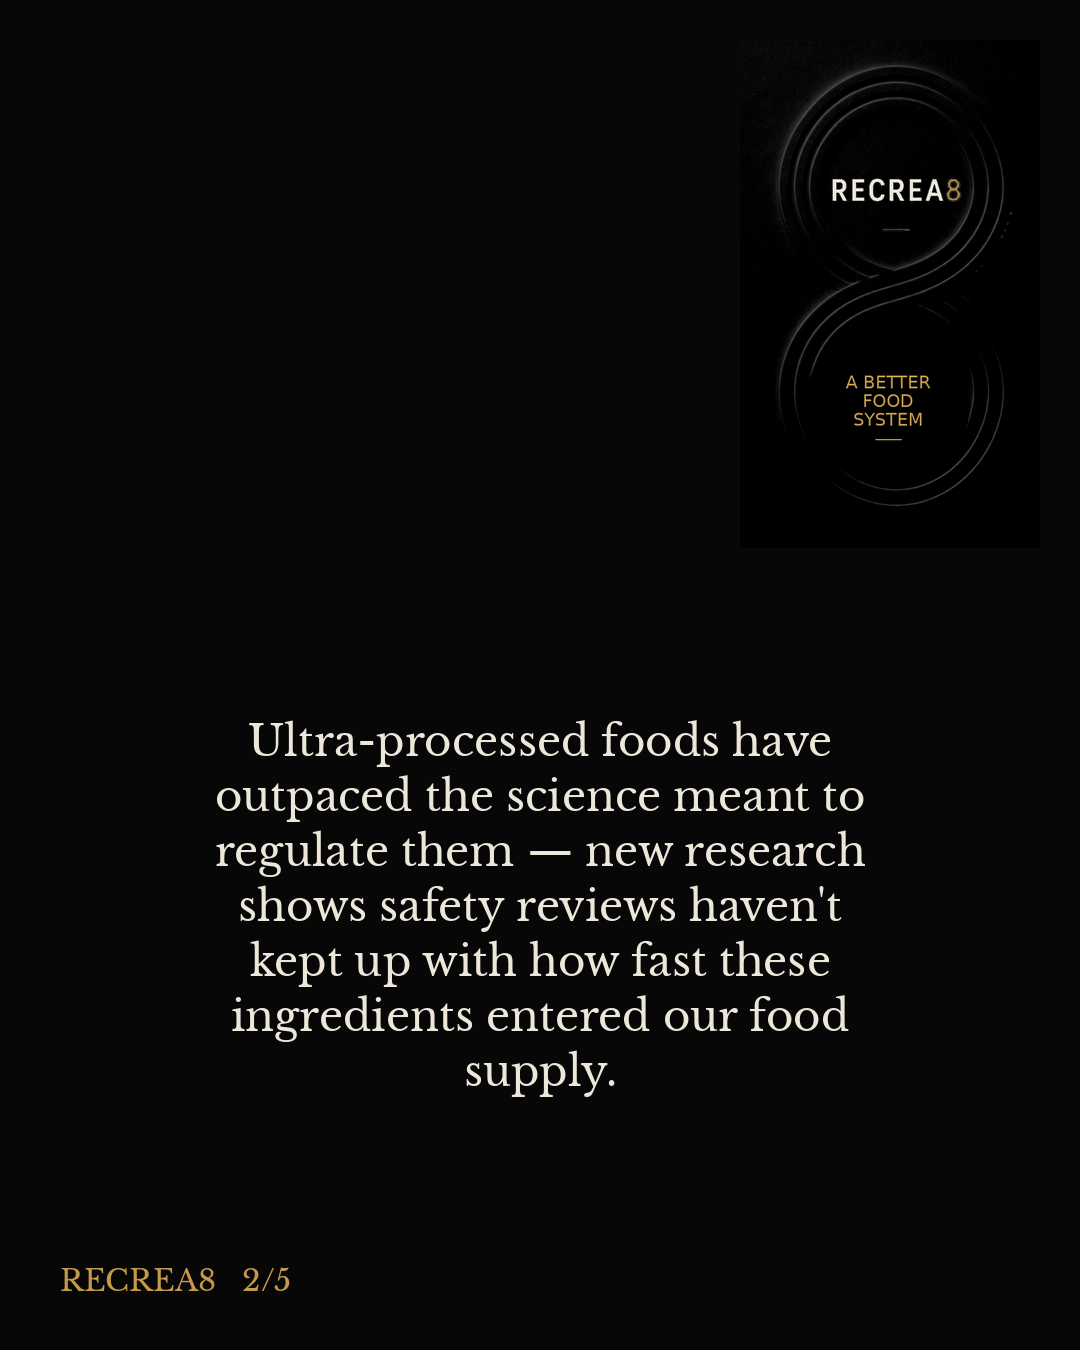 RECREA8
A BETTER
FOOD
SYSTEM
Ultra-processed foods have
outpaced the science meant to
regulate them — new research
shows safety reviews haven't
kept up with how fast these
ingredients entered our food
supply.
RECREA8 2/5